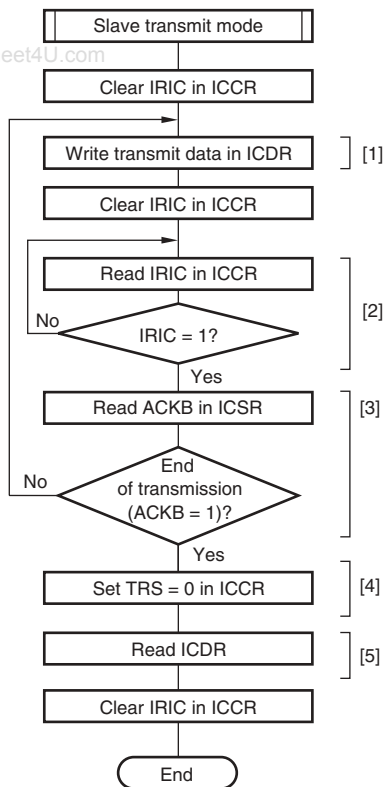 Slave transmit mode
eet4U.com
Clear IRIC in ICCR
Write transmit data in ICDR
[1]
Clear IRIC in ICCR
Read IRIC in ICCR
[2]
No
IRIC = 1?
Yes
Read ACKB in ICSR
[3]
End
of transmission
(ACKB = 1)?
No
Yes
Set TRS = 0 in ICCR
[4]
Read ICDR
[5]
Clear IRIC in ICCR
End